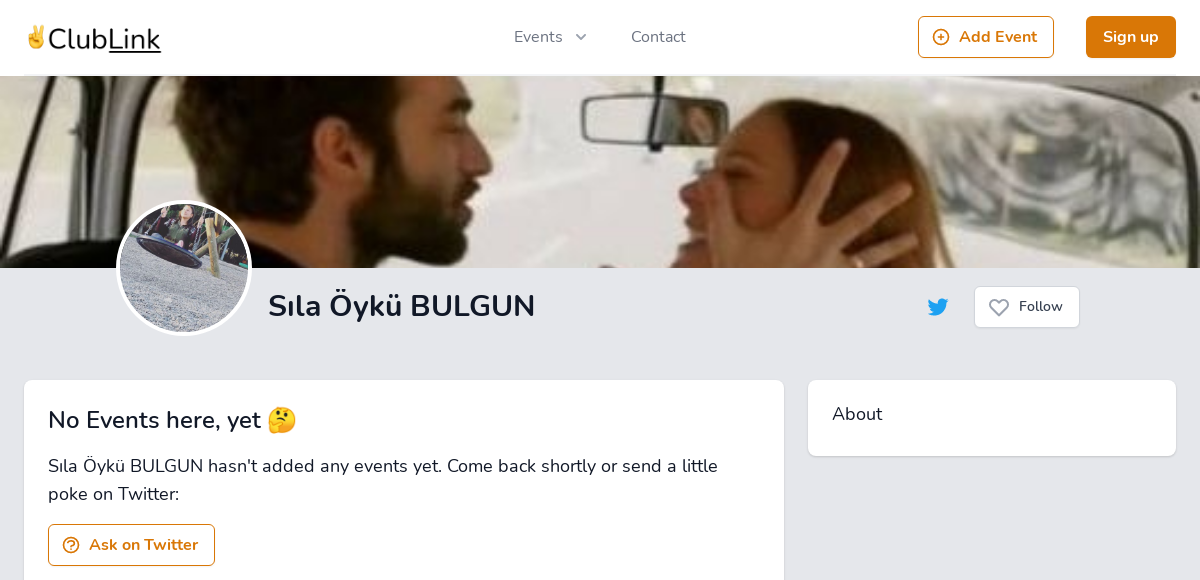 ClubLink
Events
Contact
Add Event
Sign up
Sıla Öykü BULGUN
Follow
No Events here, yet 🤔
Sıla Öykü BULGUN hasn't added any events yet. Come back shortly or send a little
poke on Twitter:
Ask on Twitter
About